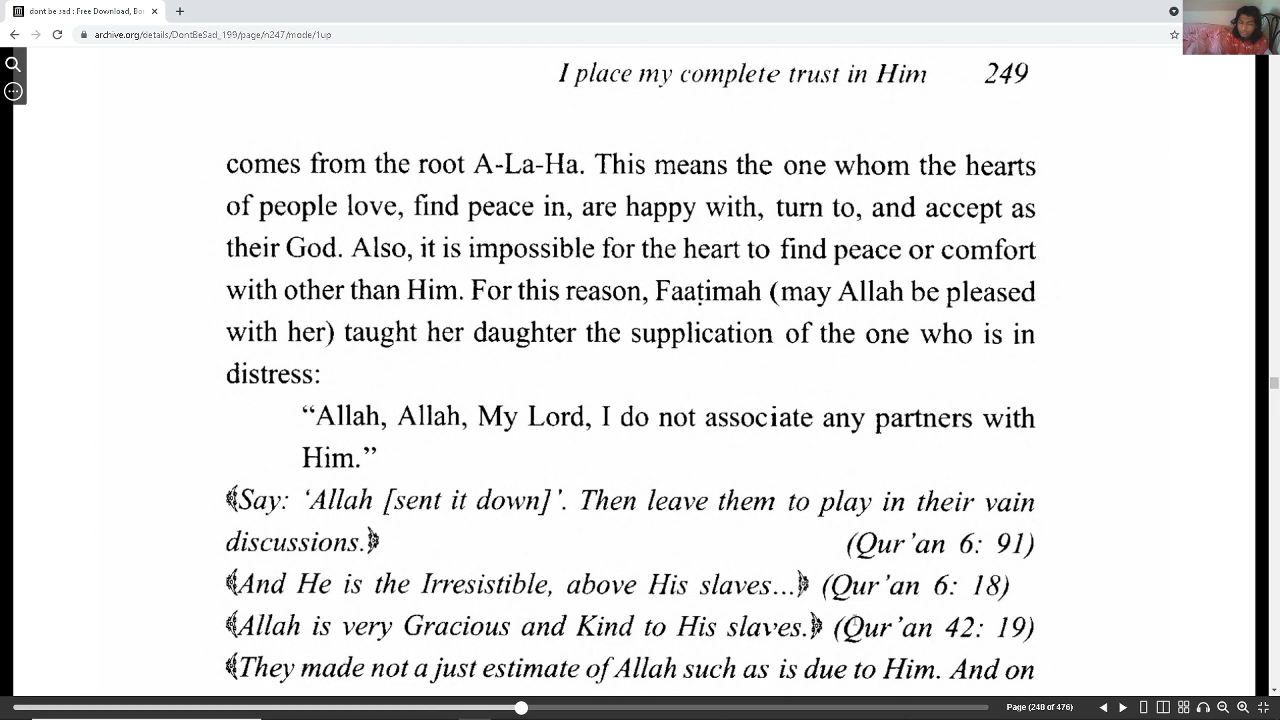 dont be sad : Free Download, Bo
archive.org/details/DontBeSad_199/page/n247/mode/1up
I place my complete trust in Him 249
comes from the root A-La-Ha. This means the one whom the hearts
of people love, find peace in, are happy with, turn to, and accept as
their God. Also, it is impossible for the heart to find peace or comfort
with other than Him. For this reason, Faaṭimah (may Allah be pleased
with her) taught her daughter the supplication of the one who is in
distress:
“Allah, Allah, My Lord, I do not associate any partners with
Him.”
﴾Say: ‘Allah [sent it down]’. Then leave them to play in their vain
discussions.﴿ (Qur’an 6: 91)
﴾And He is the Irresistible, above His slaves...﴿ (Qur’an 6: 18)
﴾Allah is very Gracious and Kind to His slaves.﴿ (Qur’an 42: 19)
﴾They made not a just estimate of Allah such as is due to Him. And on
Page (248 of 476)